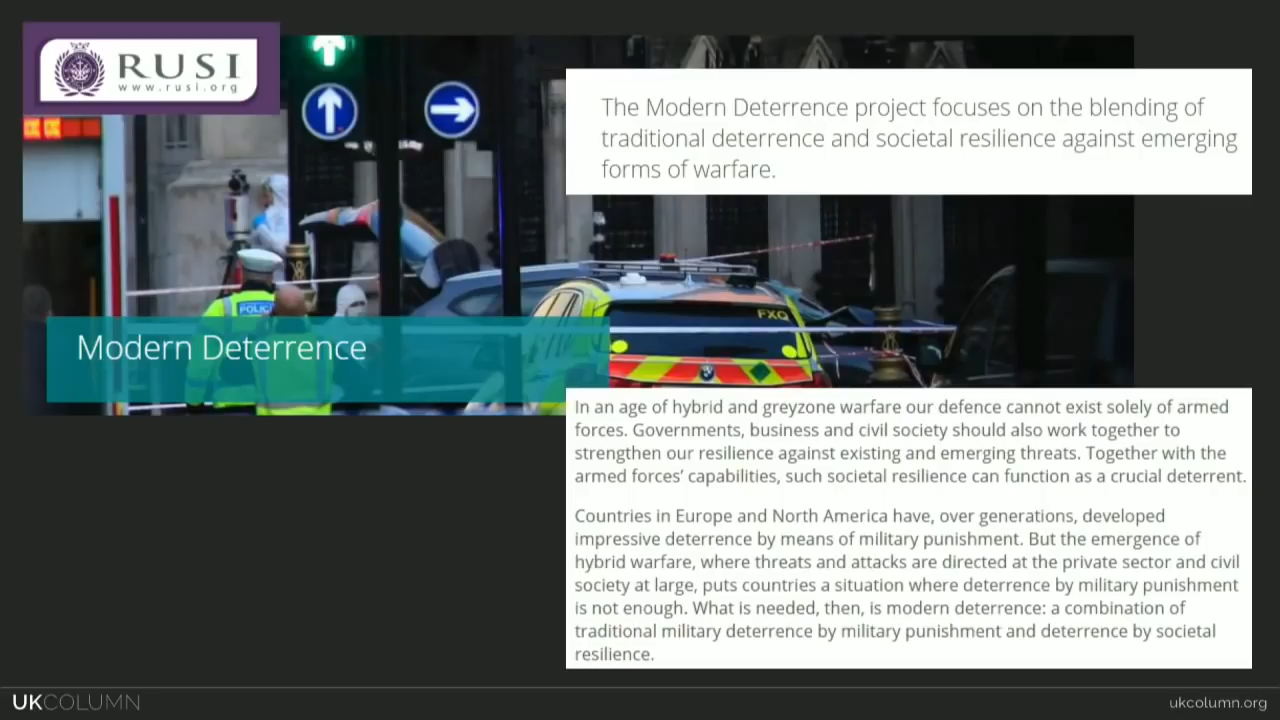 RUSI
www.rusi.org
The Modern Deterrence project focuses on the blending of
traditional deterrence and societal resilience against emerging
forms of warfare.
POLICE
FXQ
Modern Deterrence
In an age of hybrid and greyzone warfare our defence cannot exist solely of armed
forces. Governments, business and civil society should also work together to
strengthen our resilience against existing and emerging threats. Together with the
armed forces’ capabilities, such societal resilience can function as a crucial deterrent.
Countries in Europe and North America have, over generations, developed
impressive deterrence by means of military punishment. But the emergence of
hybrid warfare, where threats and attacks are directed at the private sector and civil
society at large, puts countries a situation where deterrence by military punishment
is not enough. What is needed, then, is modern deterrence: a combination of
traditional military deterrence by military punishment and deterrence by societal
resilience.
UKCOLUMN
ukcolumn.org